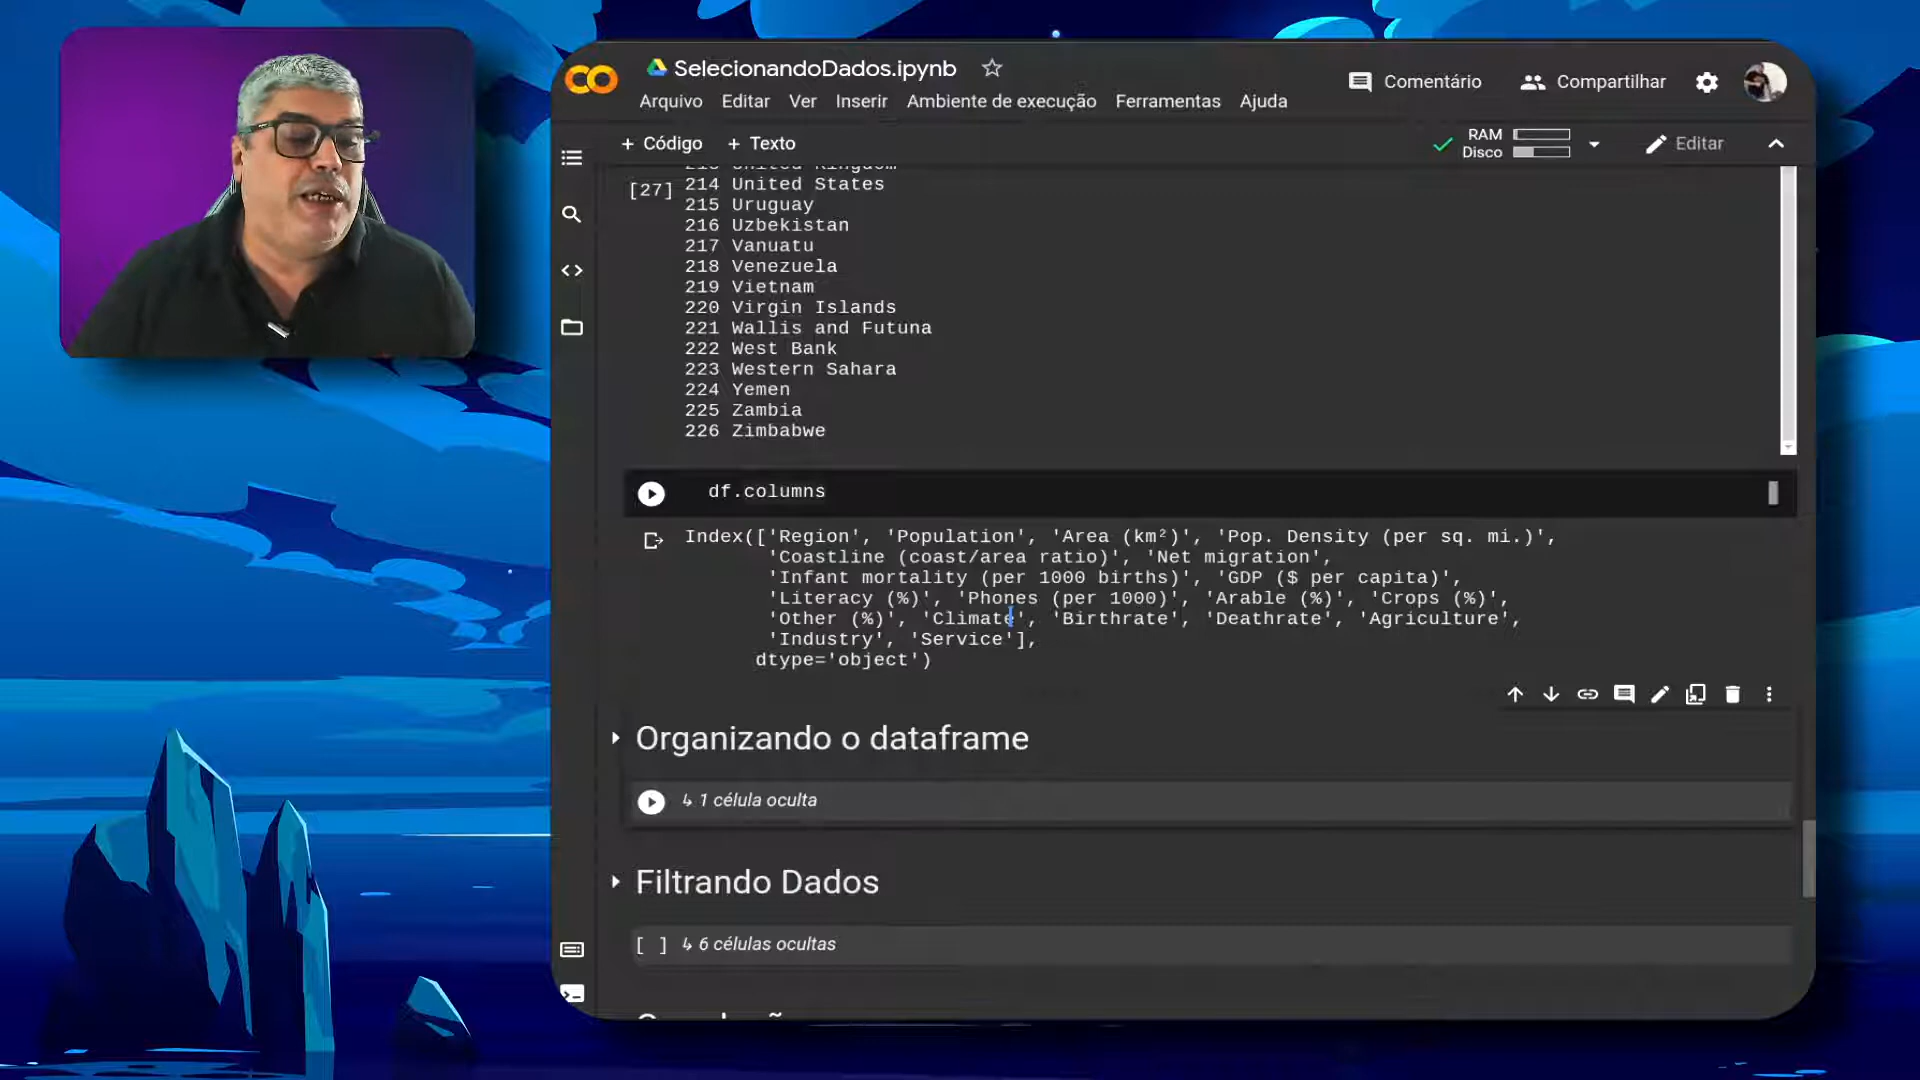 SelecionandoDados.ipynb
Comentário
Compartilhar
Arquivo Editar Ver Inserir Ambiente de execução Ferramentas Ajuda
+ Código + Texto
RAM
Disco
Editar
[27]
214 United States
215 Uruguay
216 Uzbekistan
217 Vanuatu
218 Venezuela
219 Vietnam
220 Virgin Islands
221 Wallis and Futuna
222 West Bank
223 Western Sahara
224 Yemen
225 Zambia
226 Zimbabwe
df.columns
Index(['Region', 'Population', 'Area (km²)', 'Pop. Density (per sq. mi.)',
'Coastline (coast/area ratio)', 'Net migration',
'Infant mortality (per 1000 births)', 'GDP ($ per capita)',
'Literacy (%)', 'Phones (per 1000)', 'Arable (%)', 'Crops (%)',
'Other (%)', 'Climate', 'Birthrate', 'Deathrate', 'Agriculture',
'Industry', 'Service'],
dtype='object')
Organizando o dataframe
↳ 1 célula oculta
Filtrando Dados
[ ] ↳ 6 células ocultas